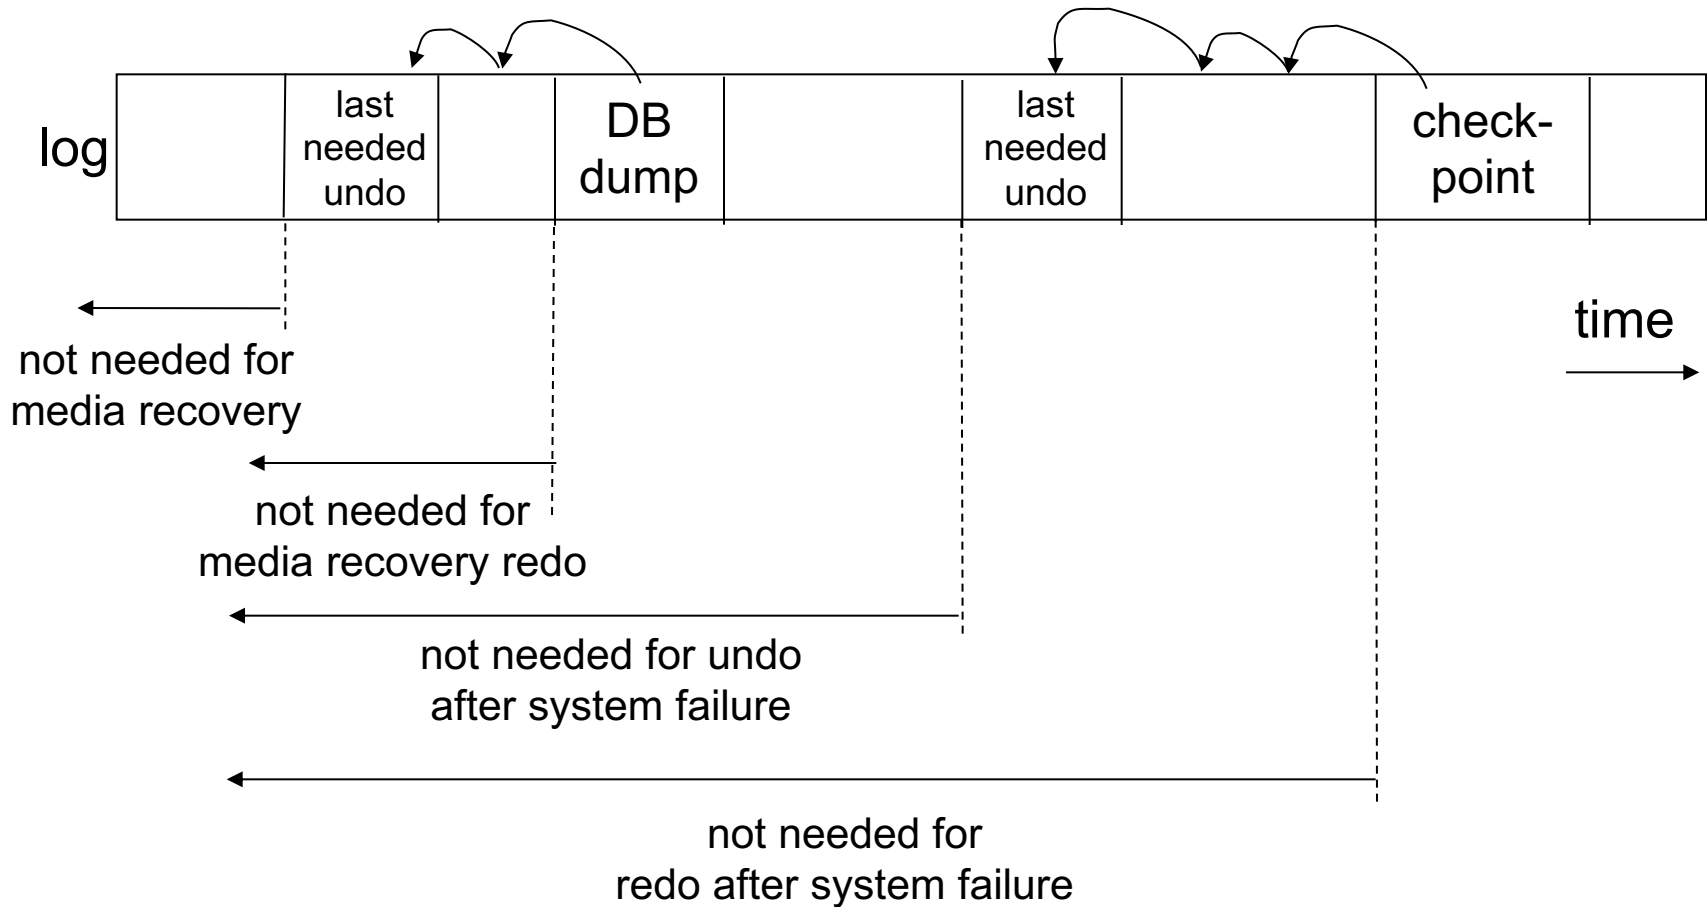 log
last
needed
undo
DB
dump
last
needed
undo
check-
point
time
not needed for
media recovery
not needed for
media recovery redo
not needed for undo
after system failure
not needed for
redo after system failure